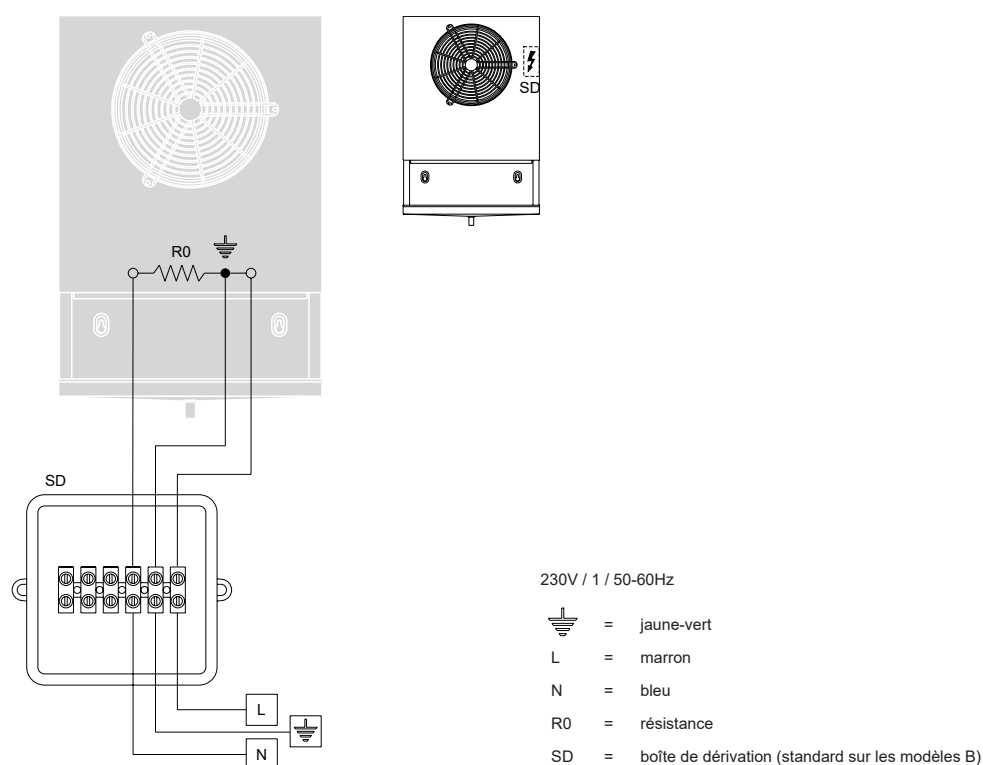 SD
R0
SD
L
N
230V / 1 / 50-60Hz
= jaune-vert
L = marron
N = bleu
R0 = résistance
SD = boîte de dérivation (standard sur les modèles B)